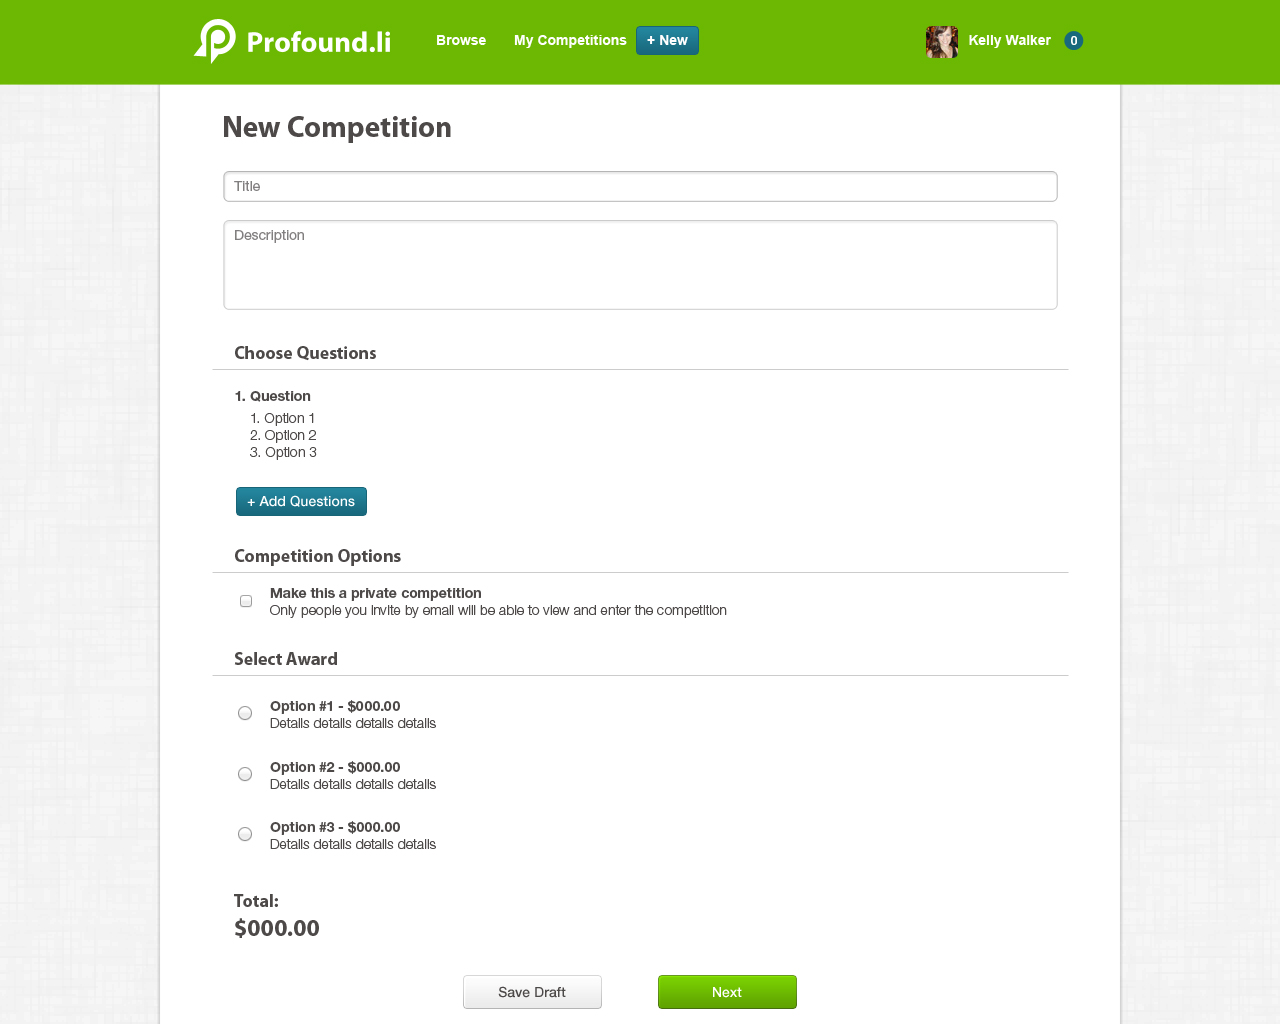 Profound.li
Browse
My Competitions
+ New
Kelly Walker
0
New Competition
Title
Description
Choose Questions
1. Question
1. Option 1
2. Option 2
3. Option 3
+ Add Questions
Competition Options
Make this a private competition
Only people you invite by email will be able to view and enter the competition
Select Award
Option #1 - $000.00
Details details details details
Option #2 - $000.00
Details details details details
Option #3 - $000.00
Details details details details
Total:
$000.00
Save Draft
Next